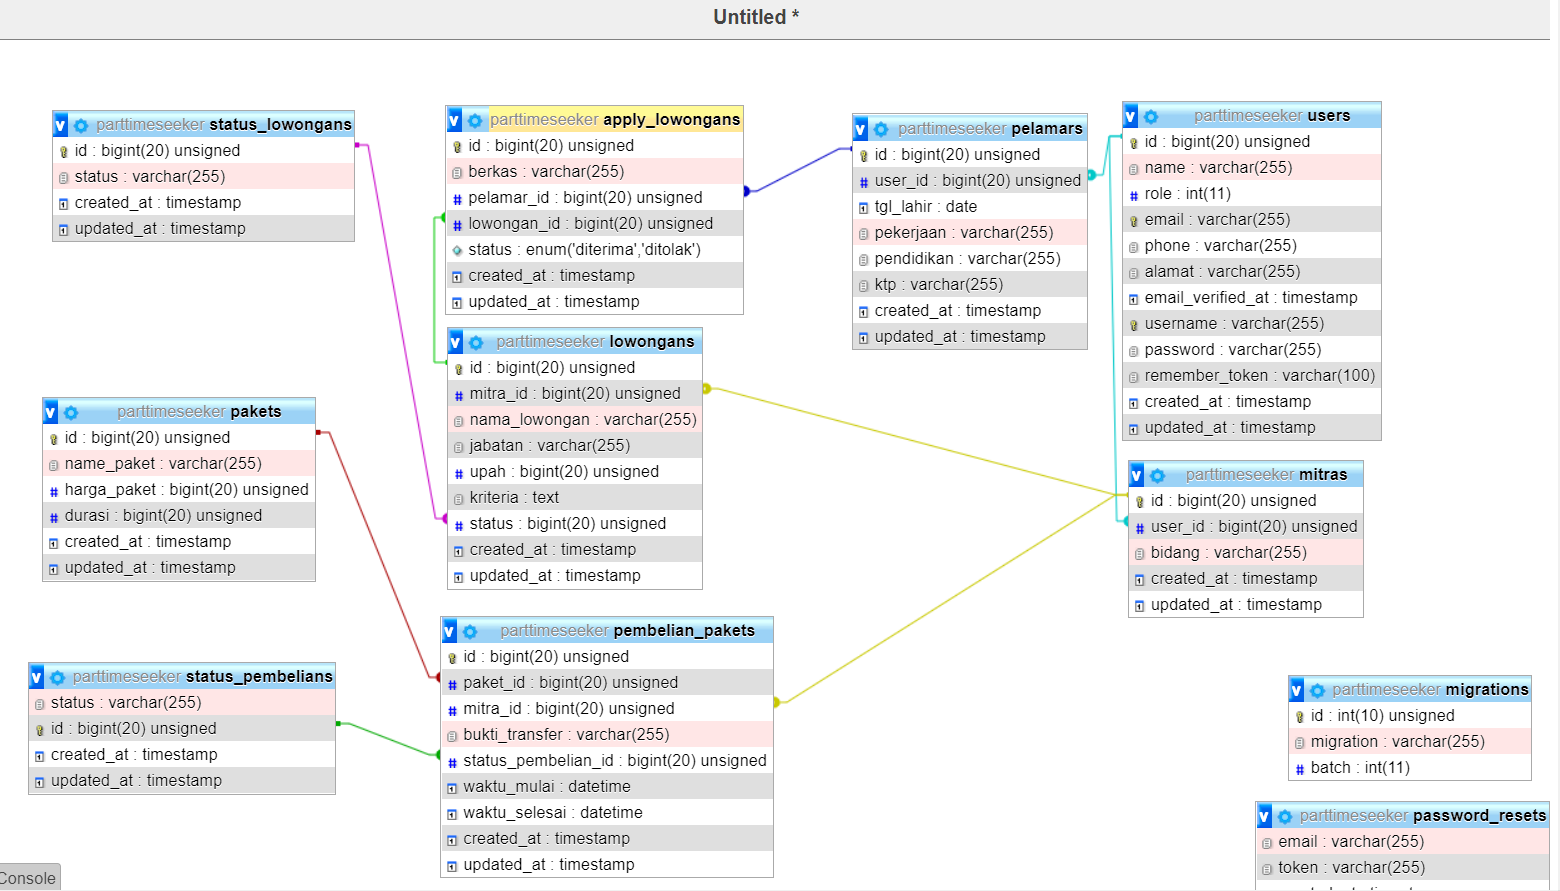 Untitled *
parttimeseeker status_lowongans
id : bigint(20) unsigned
status : varchar(255)
created_at : timestamp
updated_at : timestamp
parttimeseeker apply_lowongans
id : bigint(20) unsigned
berkas : varchar(255)
pelamar_id : bigint(20) unsigned
lowongan_id : bigint(20) unsigned
status : enum('diterima','ditolak')
created_at : timestamp
updated_at : timestamp
parttimeseeker pelamars
id : bigint(20) unsigned
user_id : bigint(20) unsigned
tgl_lahir : date
pekerjaan : varchar(255)
pendidikan : varchar(255)
ktp : varchar(255)
created_at : timestamp
updated_at : timestamp
parttimeseeker users
id : bigint(20) unsigned
name : varchar(255)
role : int(11)
email : varchar(255)
phone : varchar(255)
alamat : varchar(255)
email_verified_at : timestamp
username : varchar(255)
password : varchar(255)
remember_token : varchar(100)
created_at : timestamp
updated_at : timestamp
parttimeseeker lowongans
id : bigint(20) unsigned
mitra_id : bigint(20) unsigned
nama_lowongan : varchar(255)
jabatan : varchar(255)
upah : bigint(20) unsigned
kriteria : text
status : bigint(20) unsigned
created_at : timestamp
updated_at : timestamp
parttimeseeker pakets
id : bigint(20) unsigned
name_paket : varchar(255)
harga_paket : bigint(20) unsigned
durasi : bigint(20) unsigned
created_at : timestamp
updated_at : timestamp
parttimeseeker mitras
id : bigint(20) unsigned
user_id : bigint(20) unsigned
bidang : varchar(255)
created_at : timestamp
updated_at : timestamp
parttimeseeker pembelian_pakets
id : bigint(20) unsigned
paket_id : bigint(20) unsigned
mitra_id : bigint(20) unsigned
bukti_transfer : varchar(255)
status_pembelian_id : bigint(20) unsigned
waktu_mulai : datetime
waktu_selesai : datetime
created_at : timestamp
updated_at : timestamp
parttimeseeker status_pembelians
status : varchar(255)
id : bigint(20) unsigned
created_at : timestamp
updated_at : timestamp
parttimeseeker migrations
id : int(10) unsigned
migration : varchar(255)
batch : int(11)
parttimeseeker password_resets
email : varchar(255)
token : varchar(255)
Console